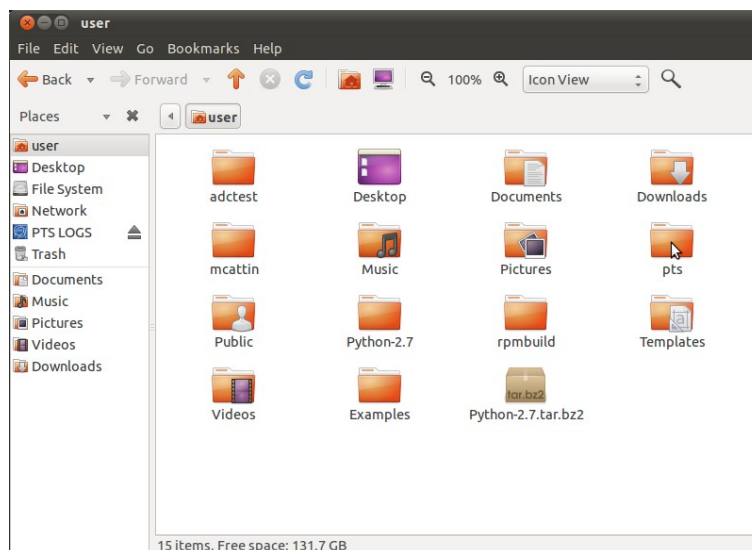 user
File Edit View Go Bookmarks Help
Back Forward 100% Icon View
Places user
user
Desktop
File System
Network
PTS LOGS
Trash
Documents
Music
Pictures
Videos
Downloads
adctest Desktop Documents Downloads
mcattin Music Pictures pts
Public Python-2.7 rpmbuild Templates
tar.bz2
Videos Examples Python-2.7.tar.bz2
15 items, Free space: 131.7 GB